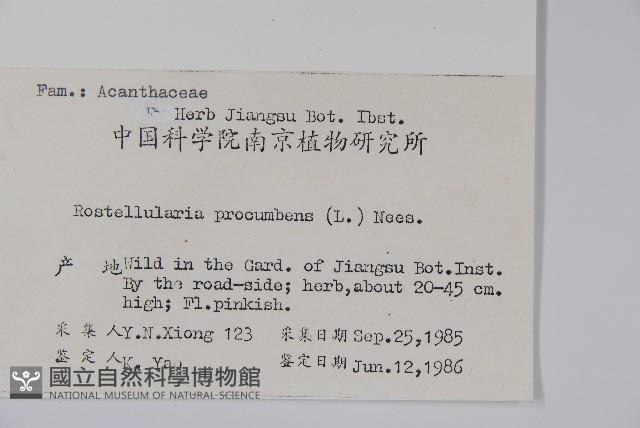 Fam.: Acanthaceae
Herb Jiangsu Bot. Ibst.
中国科学院南京植物研究所
Rostellularia procumbens (L.) Nees.
产 地 Wild in the Gard. of Jiangsu Bot.Inst.
By the road-side; herb,about 20-45 cm.
high; Fl.pinkish.
采 集 人 Y.N.Xiong 123 采集日期 Sep.25,1985
鉴 定 人 K. Yao 鉴定日期 Jun.12,1986
國立自然科學博物館
NATIONAL MUSEUM OF NATURAL SCIENCE